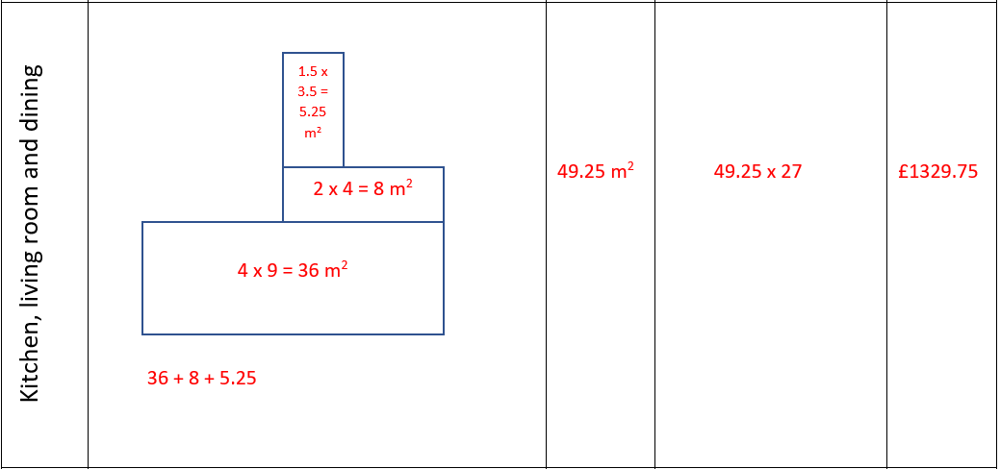 Kitchen, living room and dining
1.5 x
3.5 =
5.25
m²
2 x 4 = 8 m²
4 x 9 = 36 m²
36 + 8 + 5.25
49.25 m²
49.25 x 27
£1329.75